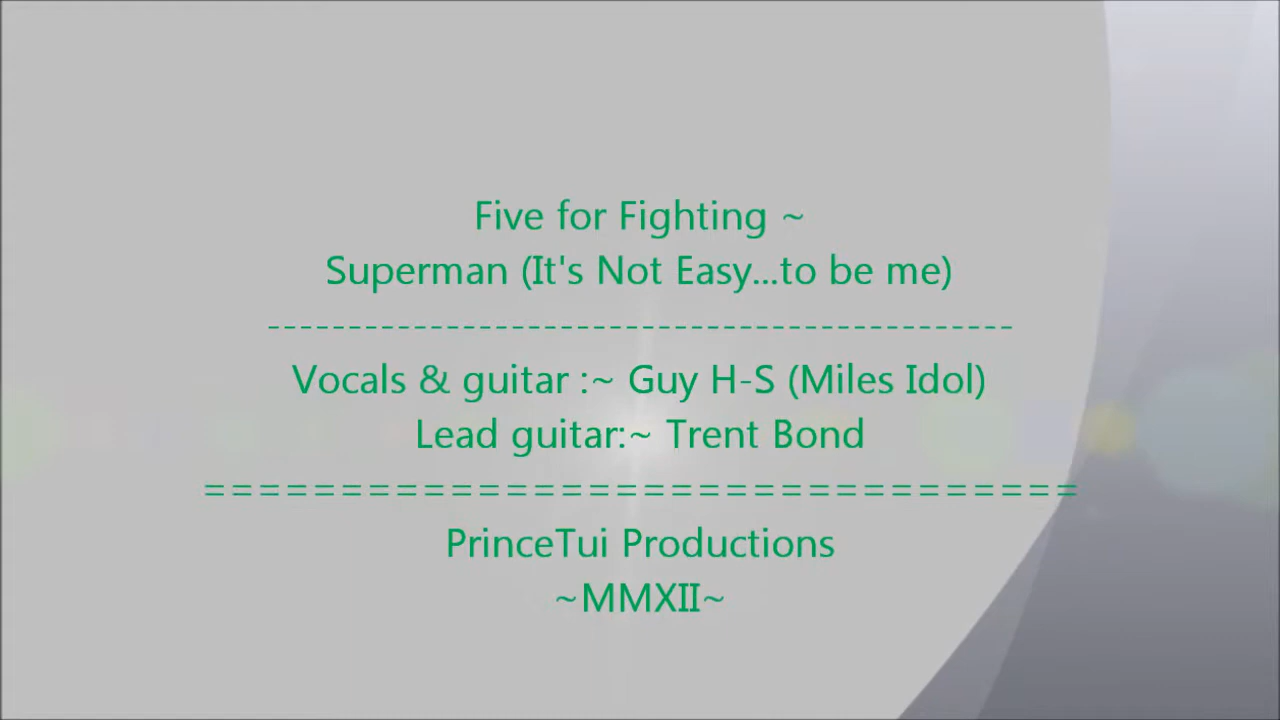 Five for Fighting ~
Superman (It's Not Easy...to be me)
----------------------------------------------
Vocals & guitar :~ Guy H-S (Miles Idol)
Lead guitar:~ Trent Bond
================================
PrinceTui Productions
~MMXII~